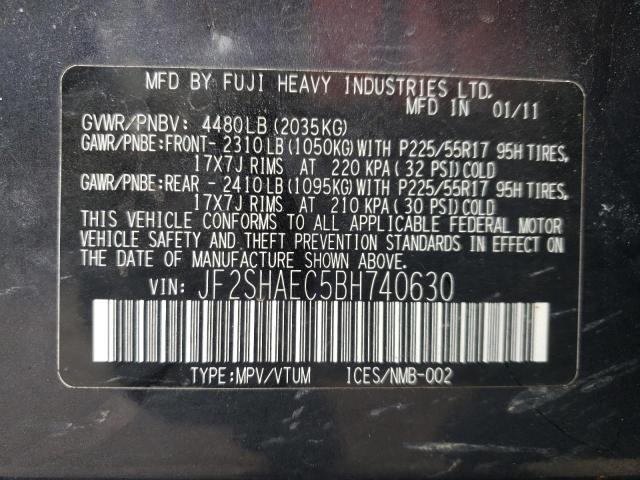 MFD BY FUJI HEAVY INDUSTRIES LTD.
MFD IN 01/11
GVWR/PNBV: 4480LB(2035KG)
GAWR/PNBE:FRONT- 2310LB(1050KG)WITH P225/55R17 95H TIRES,
17X7J RIMS AT 220 KPA( 32 PSI)COLD
GAWR/PNBE:REAR - 2410LB(1095KG)WITH P225/55R17 95H TIRES,
17X7J RIMS AT 210 KPA( 30 PSI)COLD
THIS VEHICLE CONFORMS TO ALL APPLICABLE FEDERAL MOTOR
VEHICLE SAFETY AND THEFT PREVENTION STANDARDS IN EFFECT ON
THE DATE OF MANUFACTURE SHOWN ABOVE.
VIN: JF2SHAEC5BH740630
TYPE:MPV/VTUM ICES/NMB-002